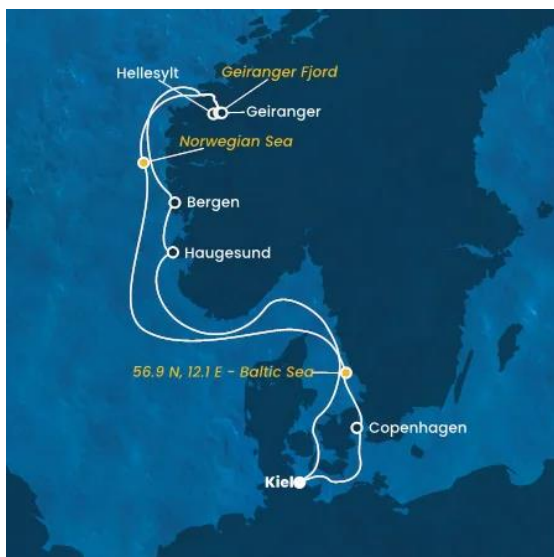 Hellesylt
Geiranger Fjord
Geiranger
Norwegian Sea
Bergen
Haugesund
56.9 N, 12.1 E - Baltic Sea
Copenhagen
Kiel